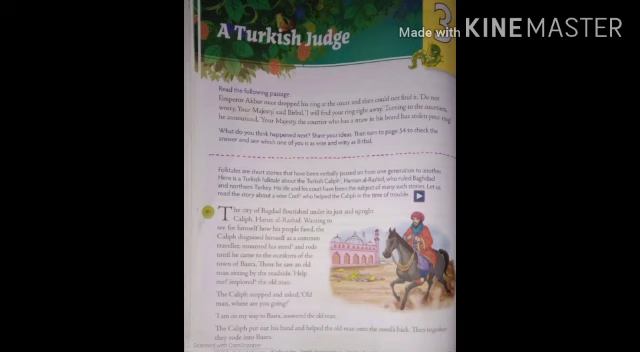 Made with KINEMASTER
3
A Turkish Judge
Read the following passage.
Emperor Akbar once dropped his ring at the court and they could not find it. 'Do not
worry, Your Majesty,' said Birbal, 'I will find your ring right away.' Turning to the courtiers,
he announced, 'Your Majesty, the courtier who has a straw in his beard has stolen your ring.'
What do you think happened next? Share your ideas. Then turn to page 54 to check the
answer and see which one of you is as wise and witty as Birbal.
Folktales are short stories that have been verbally passed on from one generation to another.
Here is a Turkish folktale about the Turkish Caliph, Haroun al-Rashid, who ruled Baghdad
and northern Turkey. His life and his court have been the subject of many such stories. Let us
read the story about a wise who helped the Caliph in the time of trouble.
The city of Bagdad flourished under its just and upright
Caliph, Harun al-Rashid. Wanting to
see for himself how his people fared, the
Caliph disguised himself as a common
traveller, mounted his steed and rode
until he came to the outskirts of the
town of Basra. There he saw an old
man sitting by the roadside. 'Help
me!' implored the old man.
The Caliph stopped and asked, 'Old
man, where are you going?'
'I am on my way to Basra,' answered the old man.
The Caliph put out his hand and helped the old man onto the steed's back. Then together
they rode into Basra.
Scanned with CamScanner